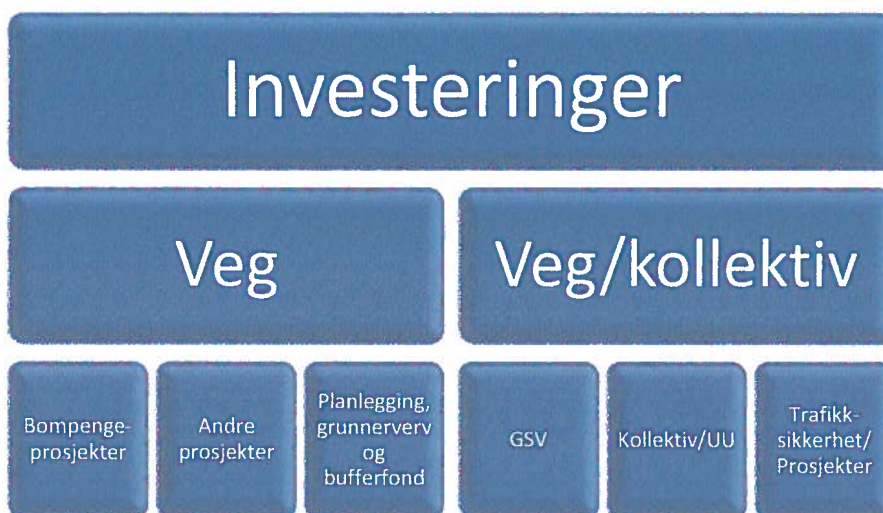 Investeringer
Veg
Veg/kollektiv
Bompenge-
prosjekter
Andre
prosjekter
Planlegging,
grunnerverv
og
bufferfond
GSV
Kollektiv/UU
Trafikk-
sikkerhet/
Prosjekter